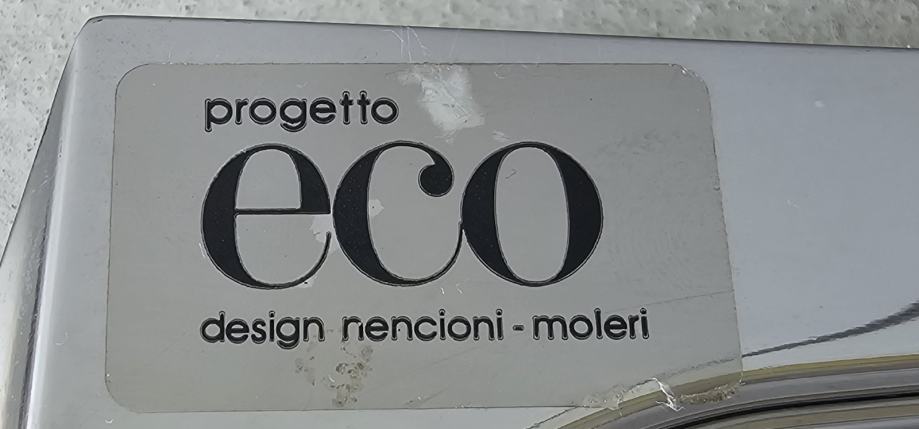 progetto
eco
design nencioni - moleri